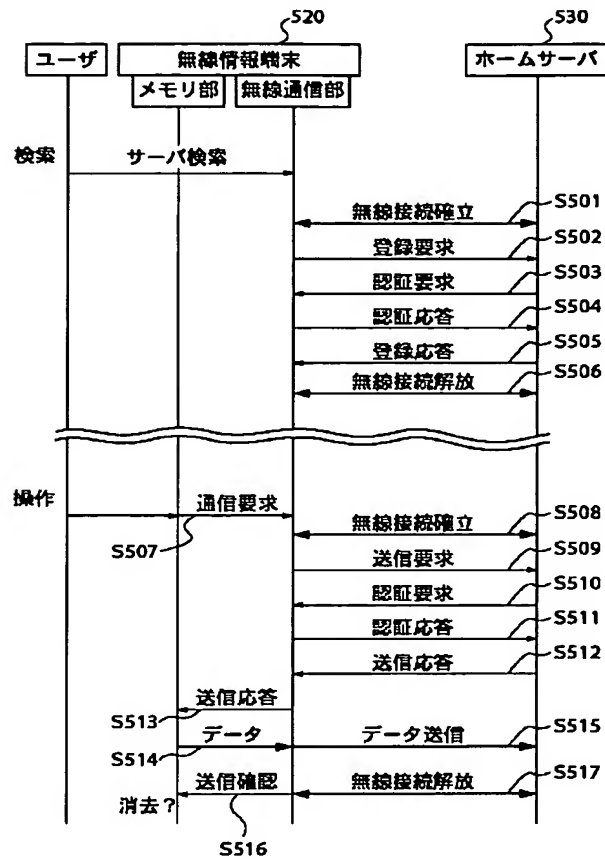 520
530
ユーザ
無線情報端末
ホームサーバ
メモリ部
無線通信部
検索
サーバ検索
無線接続確立
S501
登録要求
S502
認証要求
S503
認証応答
S504
登録応答
S505
無線接続解放
S506
操作
通信要求
S507
無線接続確立
S508
送信要求
S509
認証要求
S510
認証応答
S511
送信応答
S512
送信応答
S513
データ
S514
データ送信
S515
送信確認
無線接続解放
S517
消去?
S516